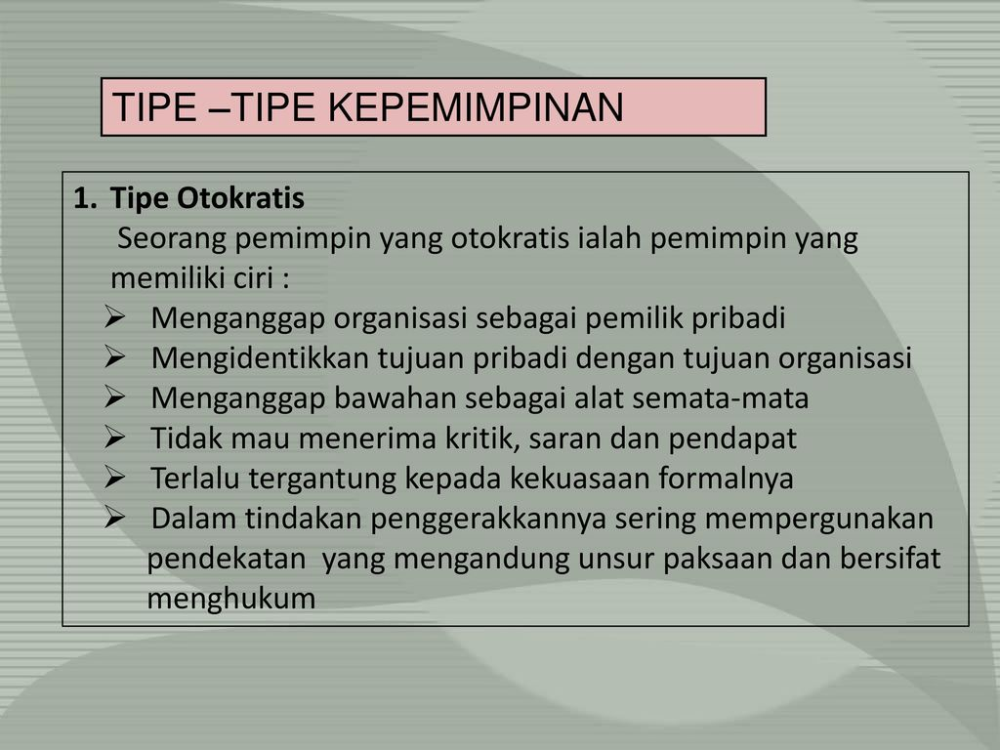 TIPE –TIPE KEPEMIMPINAN
1. Tipe Otokratis
Seorang pemimpin yang otokratis ialah pemimpin yang
memiliki ciri :
➢ Menganggap organisasi sebagai pemilik pribadi
➢ Mengidentikkan tujuan pribadi dengan tujuan organisasi
➢ Menganggap bawahan sebagai alat semata-mata
➢ Tidak mau menerima kritik, saran dan pendapat
➢ Terlalu tergantung kepada kekuasaan formalnya
➢ Dalam tindakan penggerakkannya sering mempergunakan
pendekatan yang mengandung unsur paksaan dan bersifat
menghukum